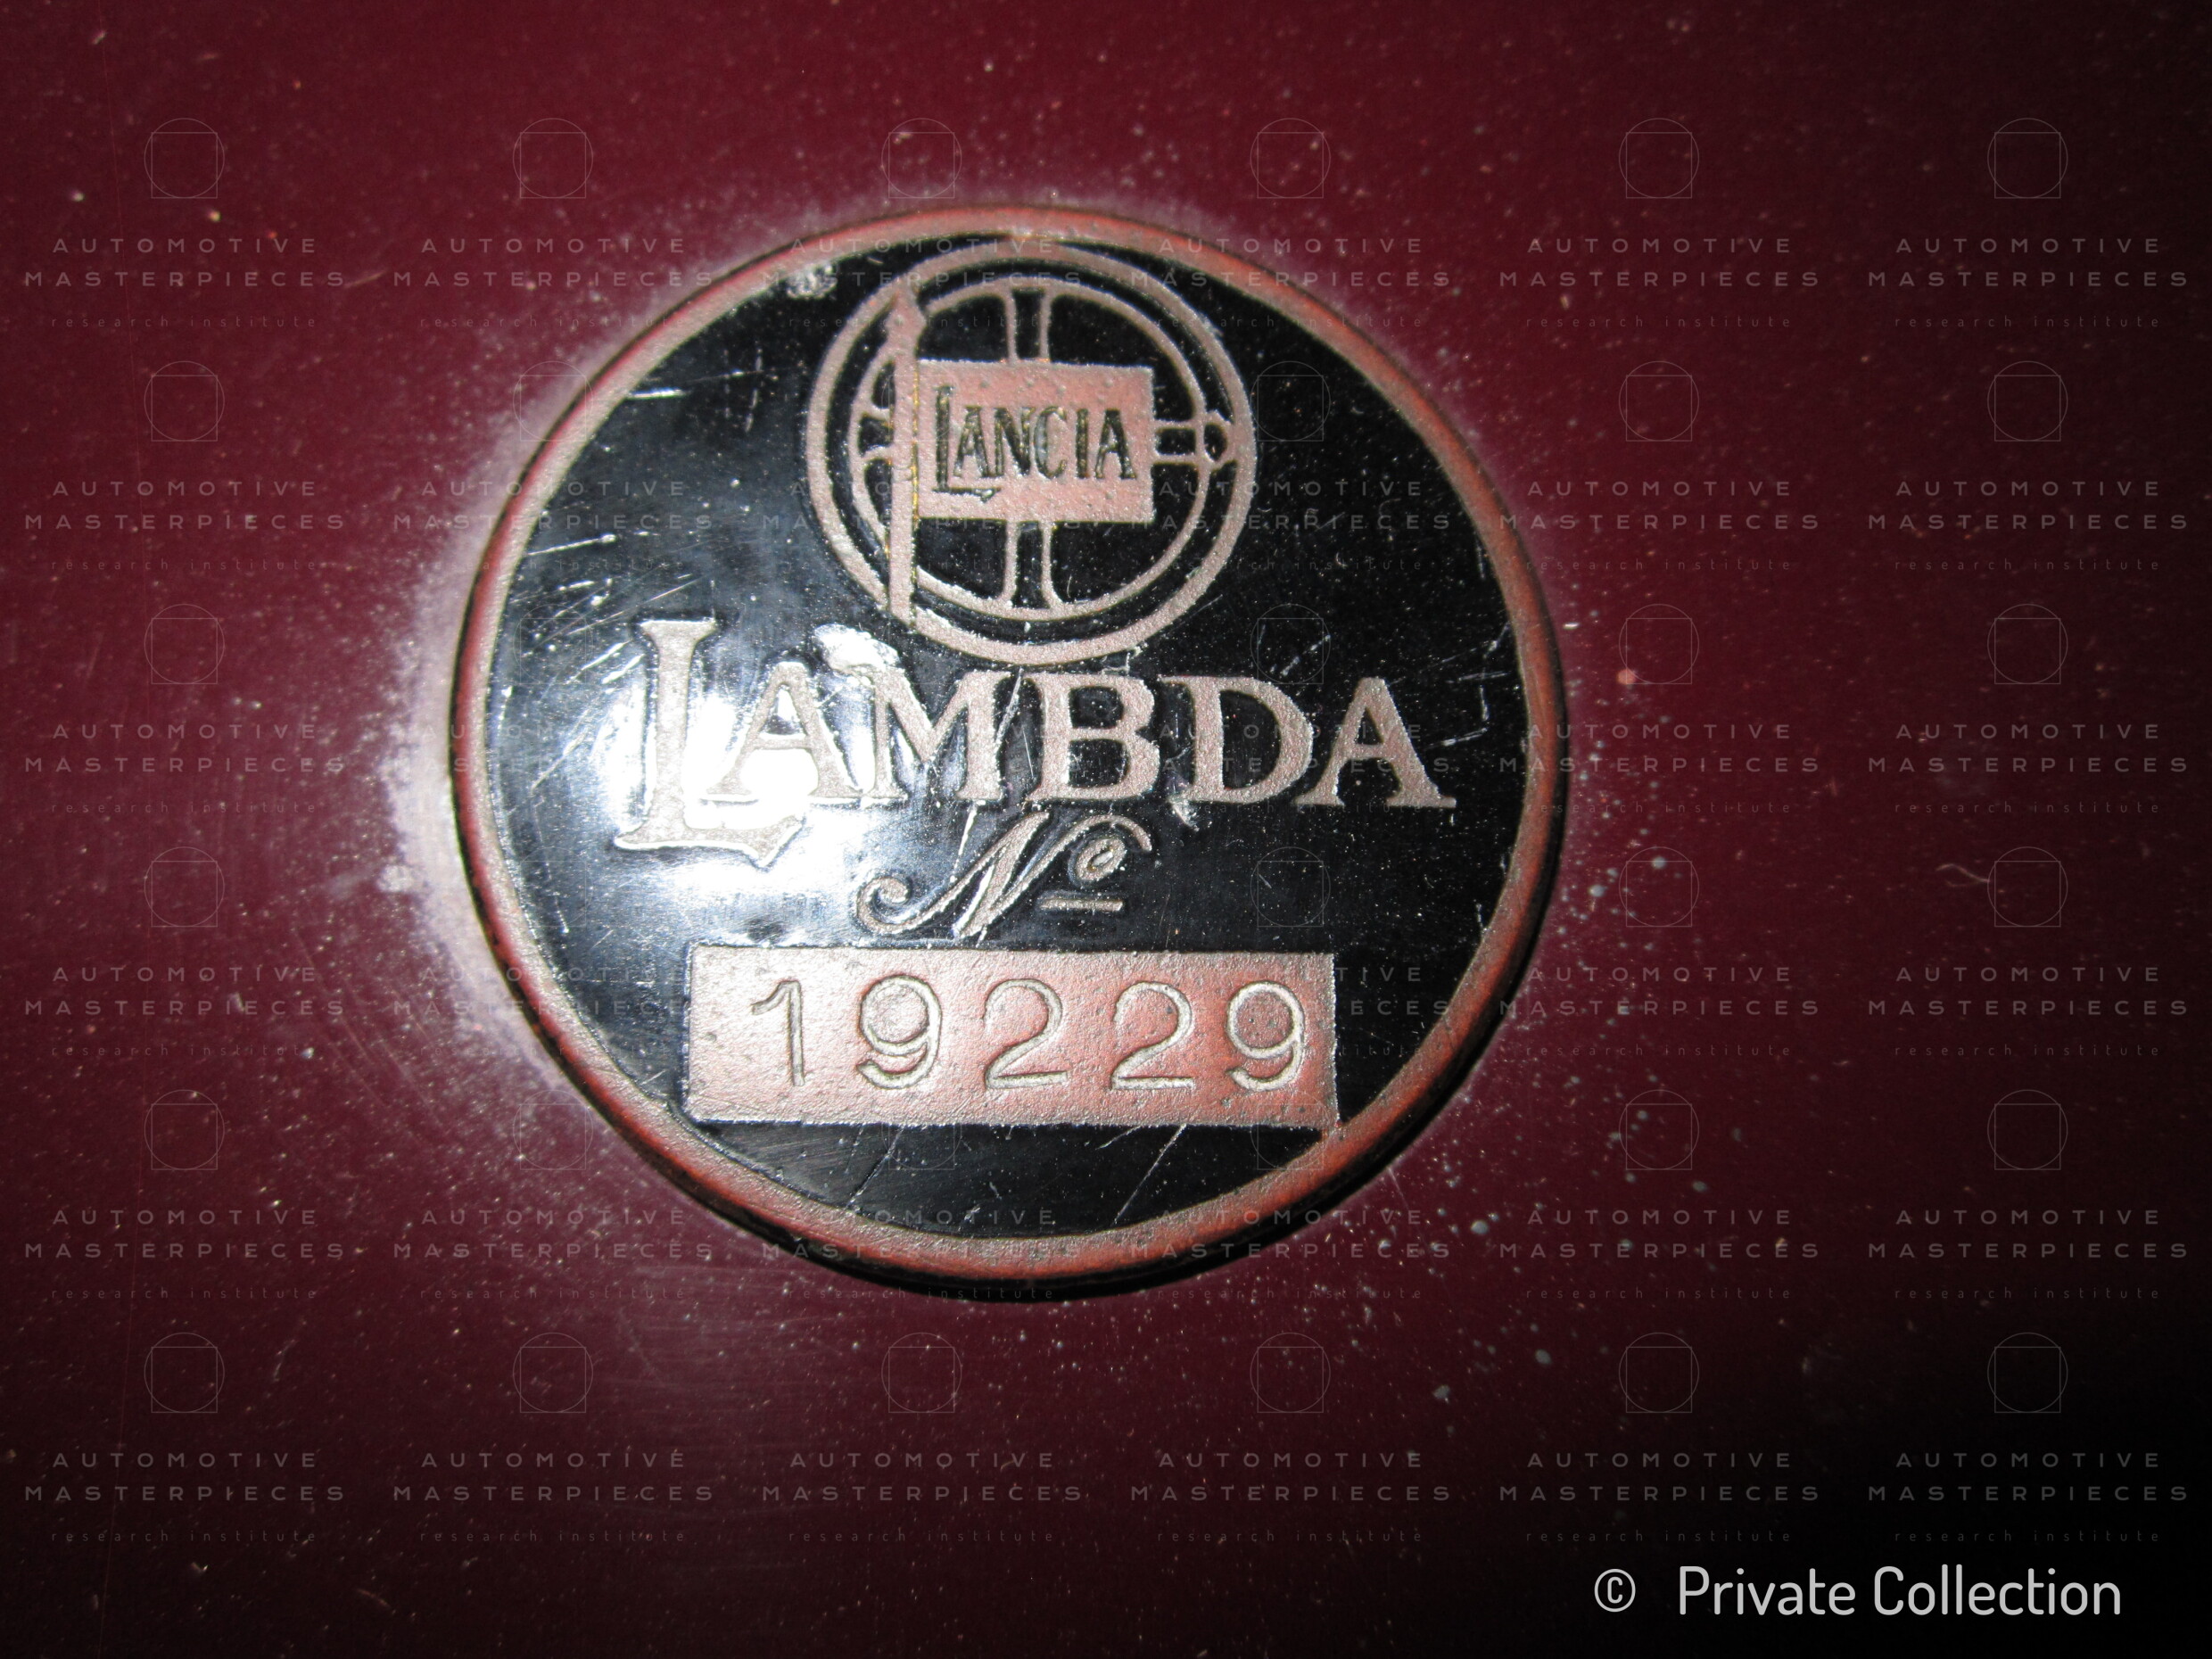 LANCIA
LAMBDA
Nº
19229
AUTOMOTIVE
MASTERPIECES
research institute
© Private Collection